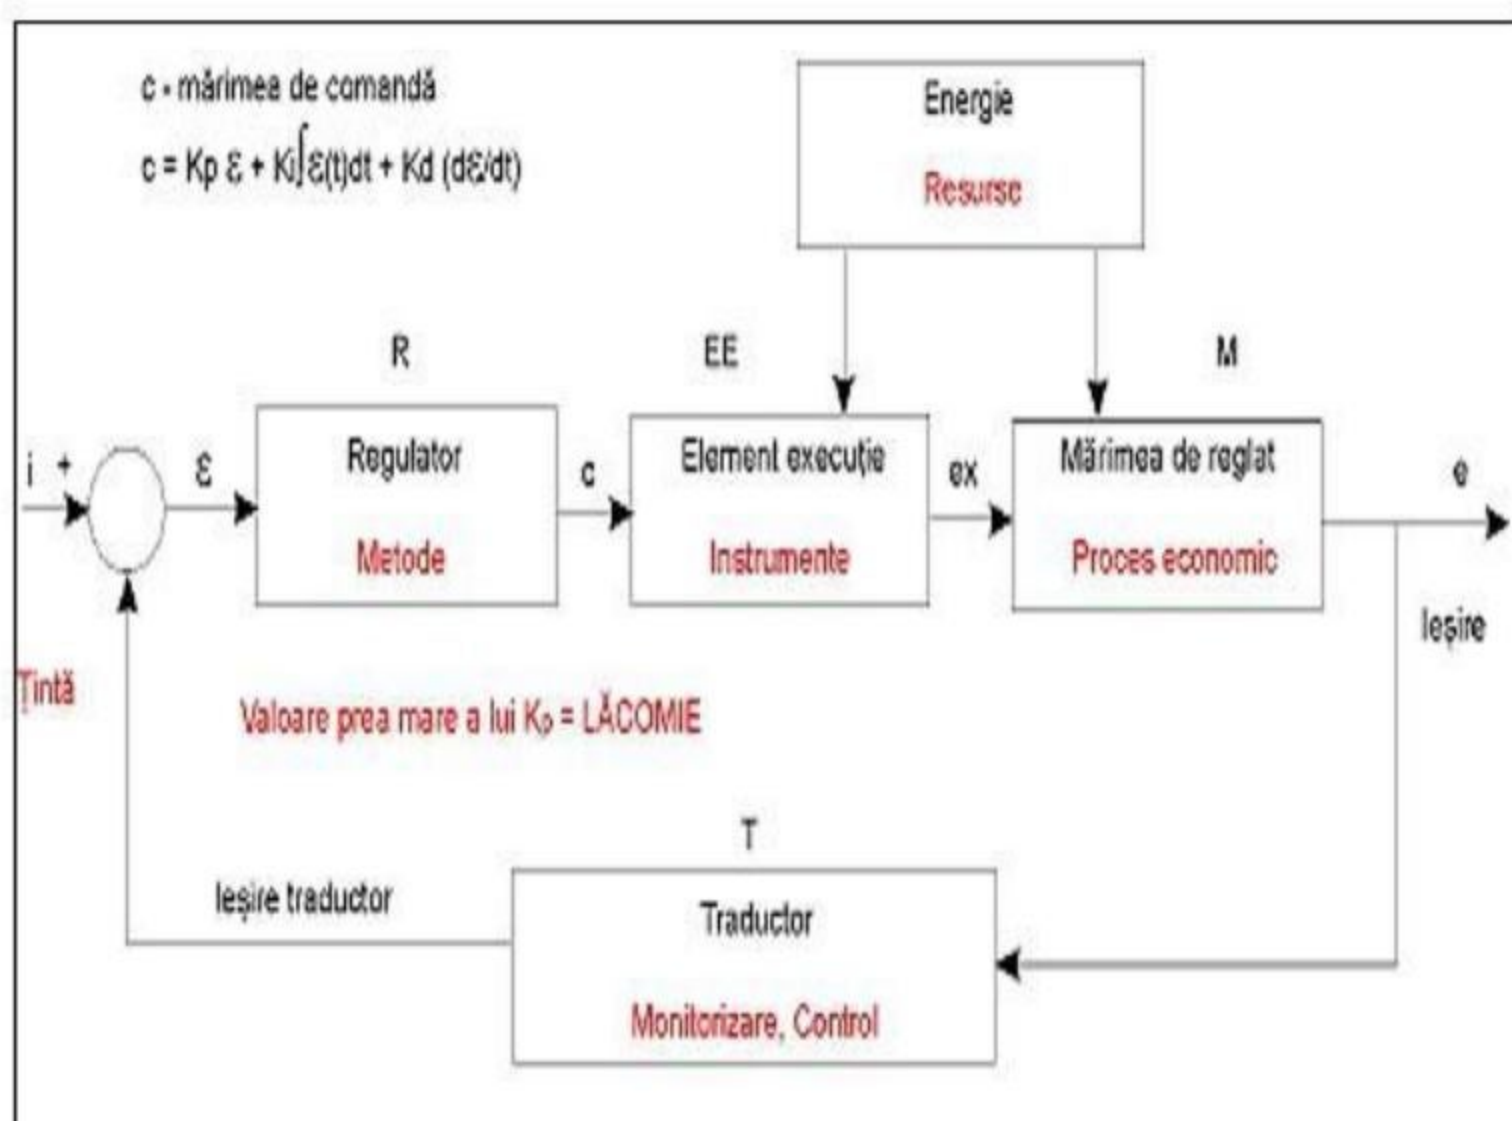 c - mărimea de comandă
c = Kp ε + Ki∫ε(t)dt + Kd (dε/dt)
Energie
Resurse
R
EE
M
i
+
ε
Regulator
Metode
c
Element execuție
Instrumente
ex
Mărimea de reglat
Proces economic
e
Ieșire
Țintă
Valoare prea mare a lui Kp = LĂCOMIE
T
Ieșire traductor
Traductor
Monitorizare, Control